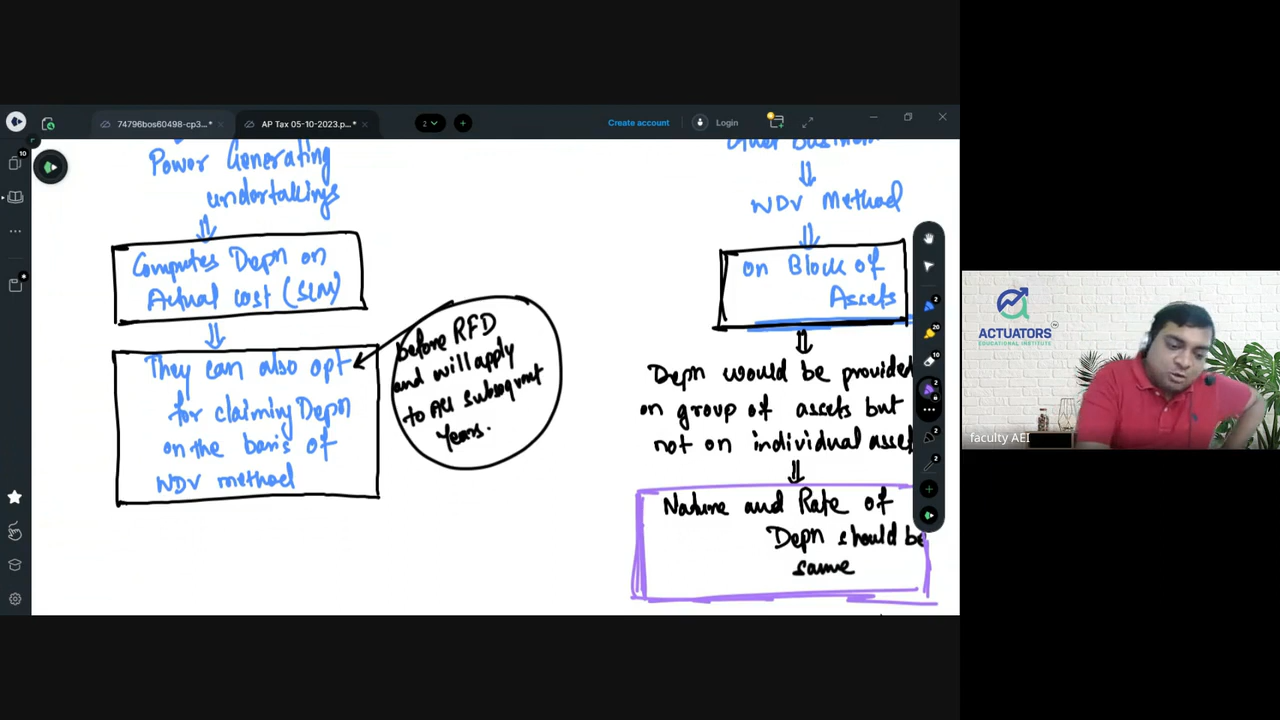 74796bos60498-cp3...*
AP Tax 05-10-2023.p...*
2
Create account
Login
Power Generating
undertakings
Computes Depn on
Actual cost (SLM)
They can also opt
for claiming Depn
on the basis of
WDV method
before RFD
and will apply
to All subsequent
Years.
WDV Method
on Block of
Assets
Depn would be provided
on group of assets but
not on individual asset
Nature and Rate of
Depn should be
same
ACTUATORS
EDUCATIONAL INSTITUTE
faculty AEI